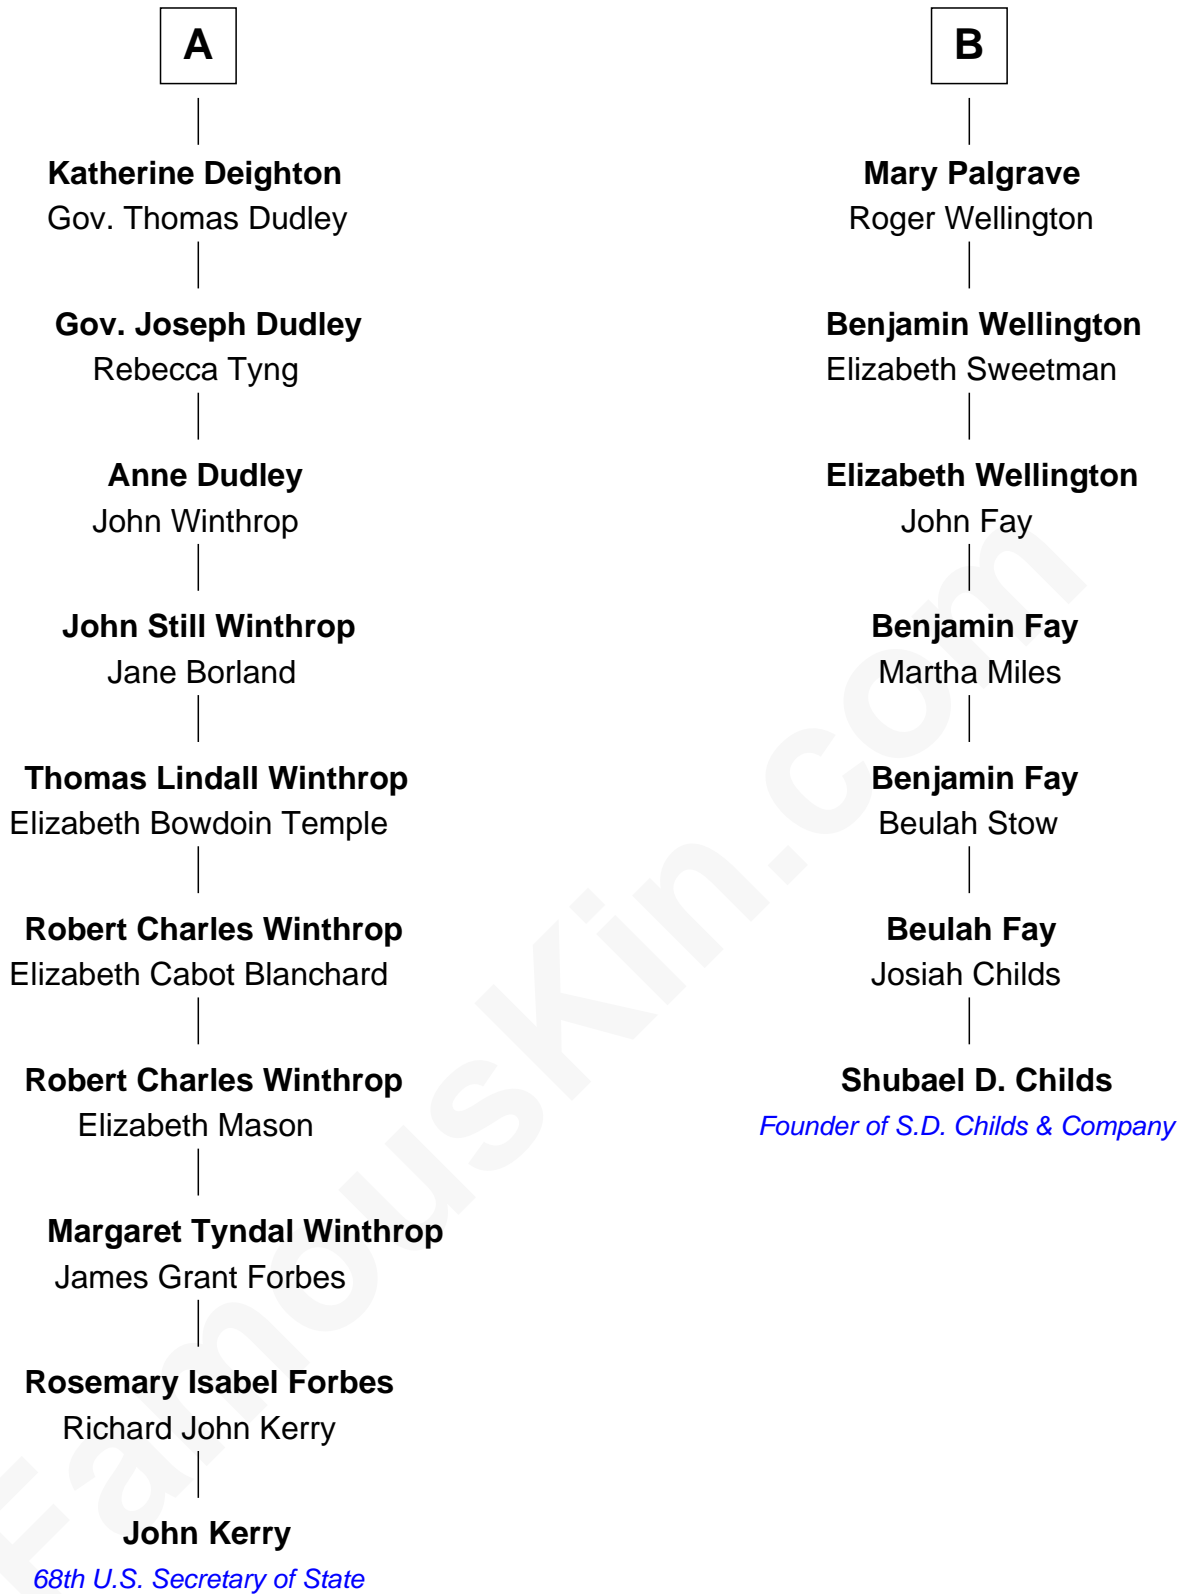 A
Katherine Deighton
Gov. Thomas Dudley
Gov. Joseph Dudley
Rebecca Tyng
Anne Dudley
John Winthrop
John Still Winthrop
Jane Borland
Thomas Lindall Winthrop
Elizabeth Bowdoin Temple
Robert Charles Winthrop
Elizabeth Cabot Blanchard
Robert Charles Winthrop
Elizabeth Mason
Margaret Tyndal Winthrop
James Grant Forbes
Rosemary Isabel Forbes
Richard John Kerry
John Kerry
68th U.S. Secretary of State
B
Mary Palgrave
Roger Wellington
Benjamin Wellington
Elizabeth Sweetman
Elizabeth Wellington
John Fay
Benjamin Fay
Martha Miles
Benjamin Fay
Beulah Stow
Beulah Fay
Josiah Childs
Shubael D. Childs
Founder of S.D. Childs & Company
FamousKin.com